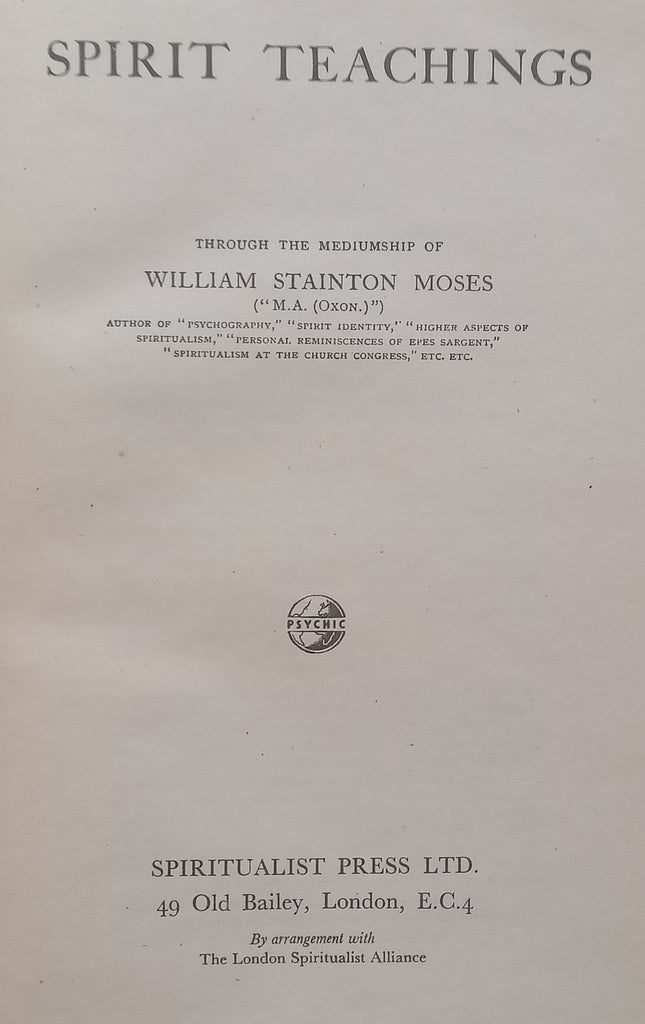 SPIRIT TEACHINGS
THROUGH THE MEDIUMSHIP OF
WILLIAM STAINTON MOSES
(“M.A. (Oxon.)”)
AUTHOR OF “PSYCHOGRAPHY,” “SPIRIT IDENTITY,” “HIGHER ASPECTS OF
SPIRITUALISM,” “PERSONAL REMINISCENCES OF EPES SARGENT,”
“SPIRITUALISM AT THE CHURCH CONGRESS,” ETC. ETC.
PSYCHIC
SPIRITUALIST PRESS LTD.
49 Old Bailey, London, E.C.4
By arrangement with
The London Spiritualist Alliance